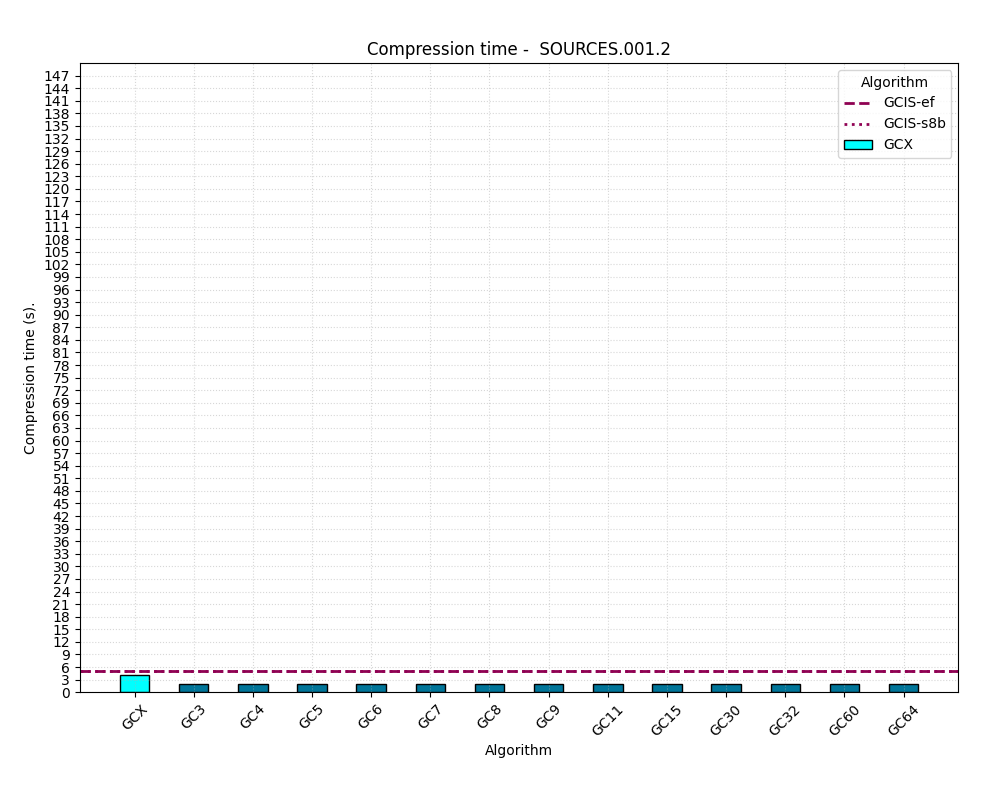 Compression time -  SOURCES.001.2
Algorithm
GCIS-ef
GCIS-s8b
GCX
147
144
141
138
135
132
129
126
123
120
117
114
111
108
105
102
99
96
93
90
87
84
81
78
75
72
69
66
63
60
57
54
51
48
45
42
39
36
33
30
27
24
21
18
15
12
9
6
3
0
Compression time (s).
GCX
GC3
GC4
GC5
GC6
GC7
GC8
GC9
GC11
GC15
GC30
GC32
GC60
GC64
Algorithm